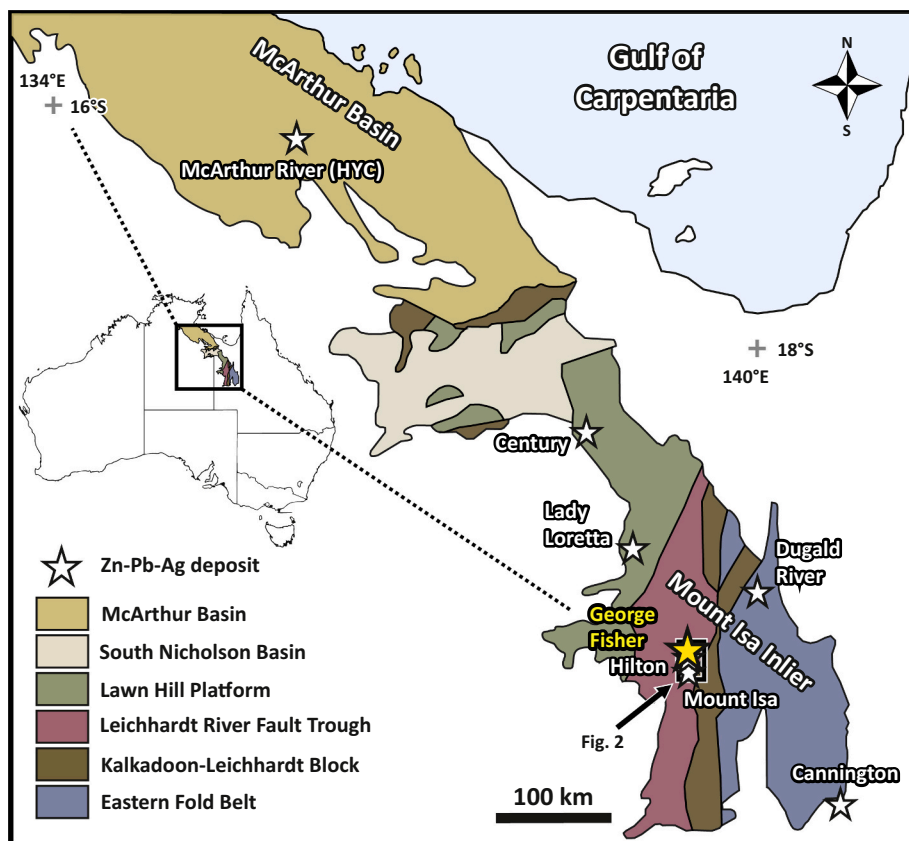 134°E
16°S
McArthur Basin
Gulf of
Carpentaria
N
S
McArthur River (HYC)
18°S
140°E
Century
Lady
Loretta
Dugald
River
Mount Isa Inlier
George
Fisher
Hilton
Mount Isa
Fig. 2
Cannington
100 km
Zn-Pb-Ag deposit
McArthur Basin
South Nicholson Basin
Lawn Hill Platform
Leichhardt River Fault Trough
Kalkadoon-Leichhardt Block
Eastern Fold Belt